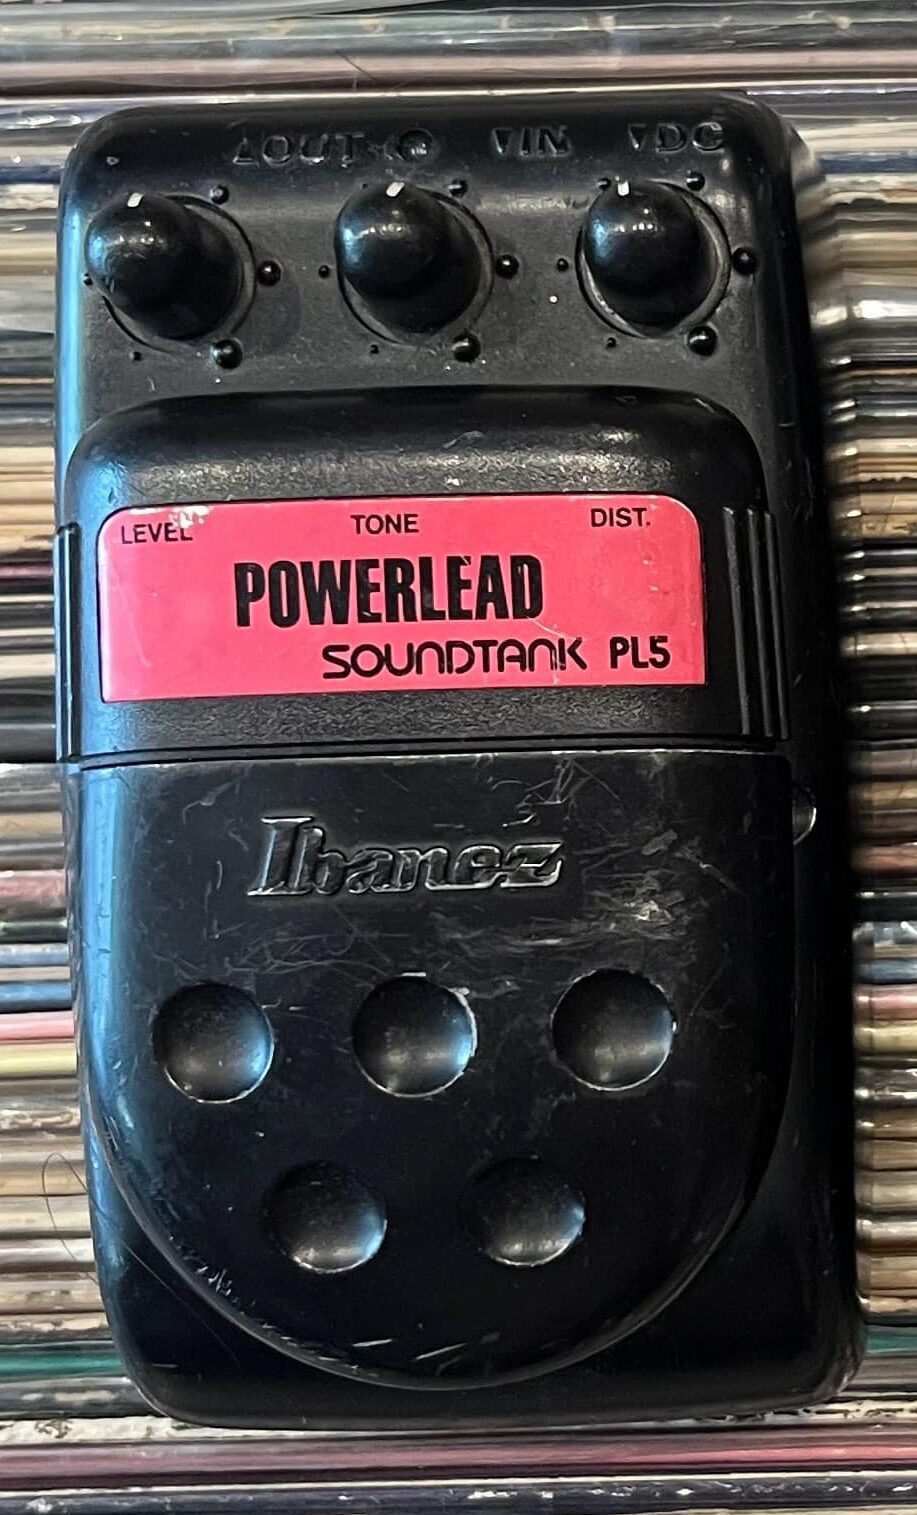 OUT IN DC
LEVEL TONE DIST.
POWERLEAD
SOUNDTANK PL5
Ibanez